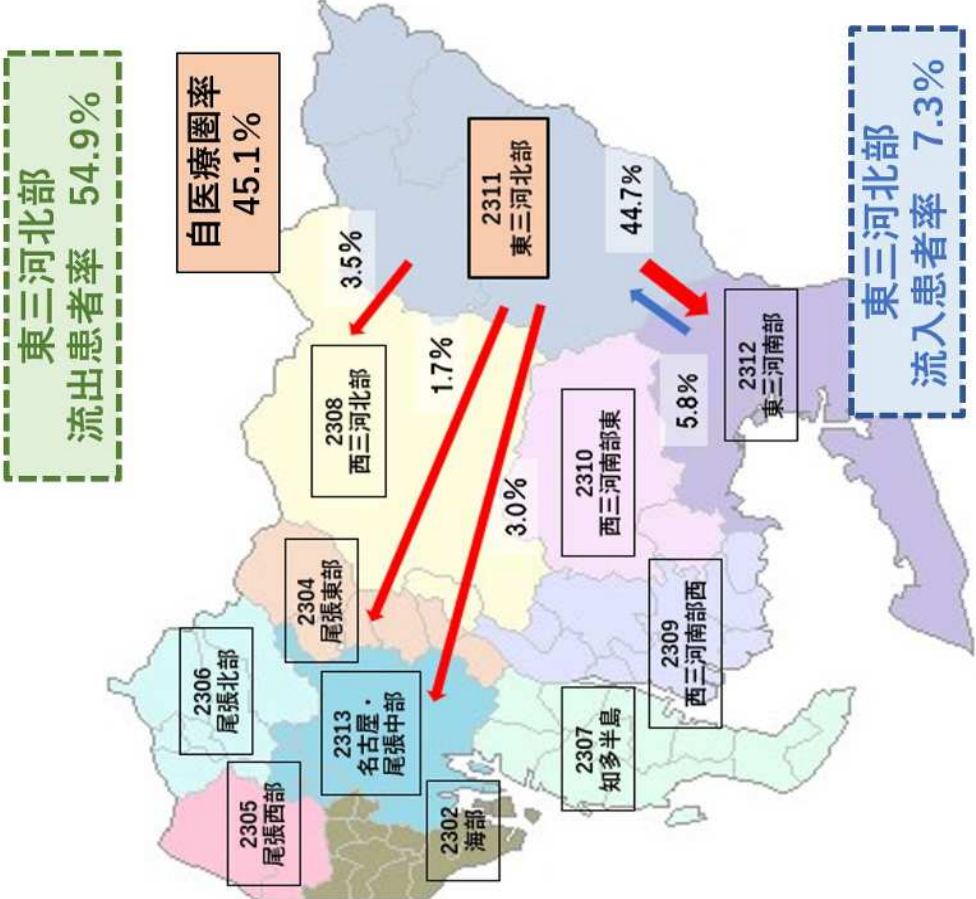 東三河北部
流出患者率 54.9%
自医療圏率
45.1%
2306
尾張北部
2305
尾張西部
2304
尾張東部
2308
西三河北部
3.5%
2313
名古屋・
尾張中部
1.7%
2311
東三河北部
2302
海部
3.0%
2307
知多半島
2310
西三河南部東
44.7%
2309
西三河南部西
5.8%
2312
東三河南部
東三河北部
流入患者率 7.3%